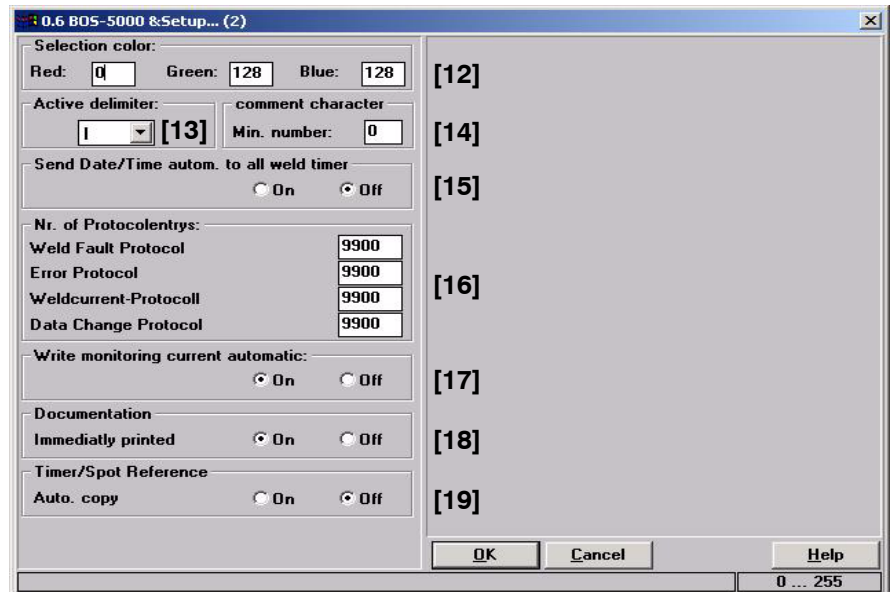 0.6 BOS-5000 &Setup... (2)
Selection color:
Red: 0 Green: 128 Blue: 128 [12]
Active delimiter: comment character
I [13] Min. number: 0 [14]
Send Date/Time autom. to all weld timer
On Off [15]
Nr. of Protocolentrys:
Weld Fault Protocol 9900
Error Protocol 9900
[16]
Weldcurrent-Protocoll 9900
Data Change Protocol 9900
Write monitoring current automatic:
On Off [17]
Documentation
Immediatly printed On Off [18]
Timer/Spot Reference
Auto. copy On Off [19]
OK Cancel Help
0 ... 255